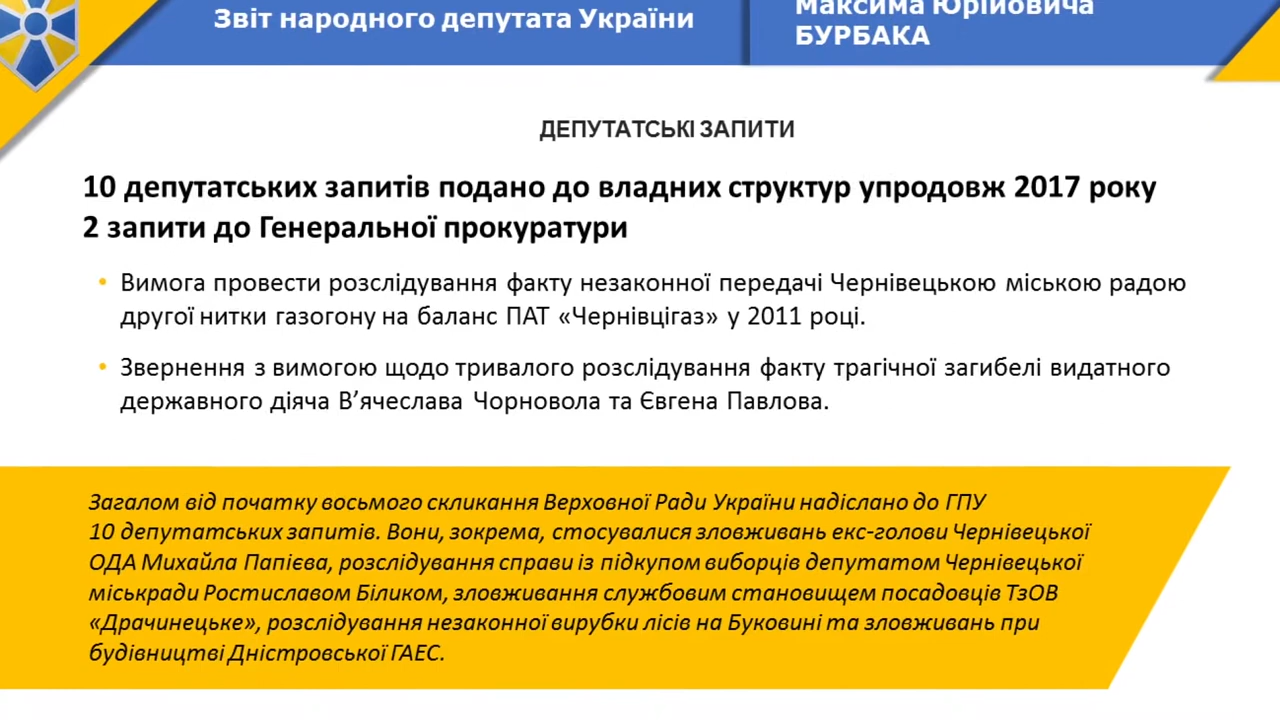 Звіт народного депутата України
Максима Юрійовича
БУРБАКА
ДЕПУТАТСЬКІ ЗАПИТИ
10 депутатських запитів подано до владних структур упродовж 2017 року
2 запити до Генеральної прокуратури
• Вимога провести розслідування факту незаконної передачі Чернівецькою міською радою
другої нитки газогону на баланс ПАТ «Чернівцігаз» у 2011 році.
• Звернення з вимогою щодо тривалого розслідування факту трагічної загибелі видатного
державного діяча В’ячеслава Чорновола та Євгена Павлова.
Загалом від початку восьмого скликання Верховної Ради України надіслано до ГПУ
10 депутатських запитів. Вони, зокрема, стосувалися зловживань екс-голови Чернівецької
ОДА Михайла Папієва, розслідування справи із підкупом виборців депутатом Чернівецької
міськради Ростиславом Біликом, зловживання службовим становищем посадовців ТзОВ
«Драчинецьке», розслідування незаконної вирубки лісів на Буковині та зловживань при
будівництві Дністровської ГАЕС.